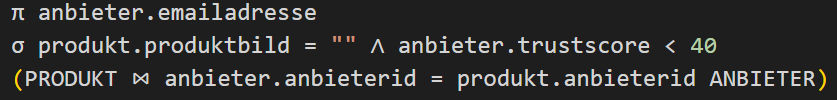 π anbieter.emailadresse
σ produkt.produktbild = "" ∧ anbieter.trustscore < 40
(PRODUKT ⋈ anbieter.anbieterid = produkt.anbieterid ANBIETER)